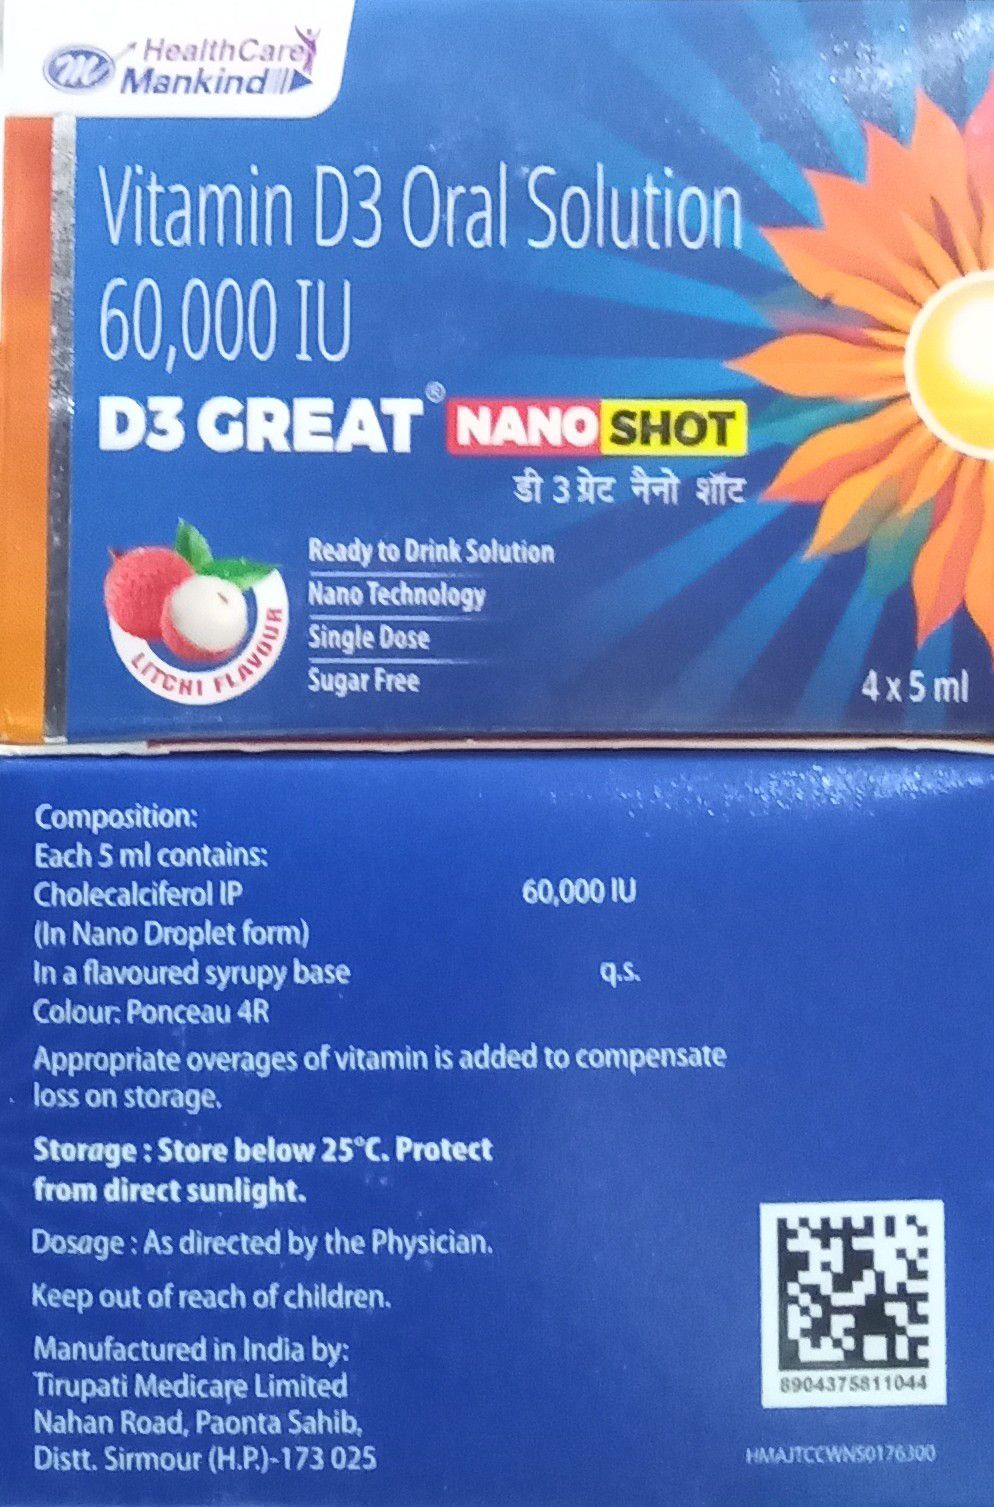 HealthCare
Mankind
Vitamin D3 Oral Solution
60,000 IU
D3 GREAT® NANO SHOT
डी 3 ग्रेट नैनो शॉट
LITCHI FLAVOUR
Ready to Drink Solution
Nano Technology
Single Dose
Sugar Free
4 x 5 ml
Composition:
Each 5 ml contains:
Cholecalciferol IP 60,000 IU
(In Nano Droplet form)
In a flavoured syrupy base q.s.
Colour: Ponceau 4R
Appropriate overages of vitamin is added to compensate
loss on storage.
Storage : Store below 25°C. Protect
from direct sunlight.
Dosage : As directed by the Physician.
Keep out of reach of children.
Manufactured in India by:
Tirupati Medicare Limited
Nahan Road, Paonta Sahib,
Distt. Sirmour (H.P.)-173 025
8904375811044
HMAJTCCWNS0176300